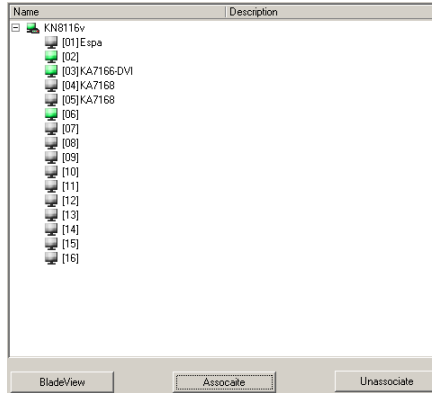 Name Description
KN8116v
[01]Espa
[02]
[03]KA7166-DVI
[04]KA7168
[05]KA7168
[06]
[07]
[08]
[09]
[10]
[11]
[12]
[13]
[14]
[15]
[16]
BladeView Assocaite Unassociate